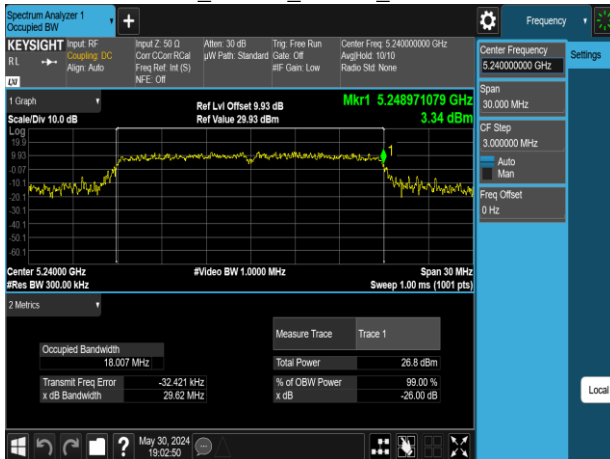 Spectrum Analyzer 1
Occupied BW
+
Frequency
KEYSIGHT
RL
LXI
Input: RF
Coupling: DC
Align: Auto
Input Z: 50 Ω
Corr CCorr RCal
Freq Ref: Int (S)
NFE: Off
Atten: 30 dB
µW Path: Standard
Trig: Free Run
Gate: Off
#IF Gain: Low
Center Freq: 5.240000000 GHz
Avg|Hold: 10/10
Radio Std: None
Center Frequency
5.240000000 GHz
Settings
Span
30.000 MHz
CF Step
3.000000 MHz
Auto
Man
Freq Offset
0 Hz
Local
1 Graph
Scale/Div 10.0 dB
Ref Lvl Offset 9.93 dB
Ref Value 29.93 dBm
Mkr1 5.248971079 GHz
3.34 dBm
Log
19.9
9.93
-0.07
-10.1
-20.1
-30.1
-40.1
-50.1
-60.1
1
Center 5.24000 GHz
#Res BW 300.00 kHz
#Video BW 1.0000 MHz
Span 30 MHz
Sweep 1.00 ms (1001 pts)
2 Metrics
Measure Trace
Trace 1
Occupied Bandwidth
18.007 MHz
Total Power
26.8 dBm
Transmit Freq Error
-32.421 kHz
% of OBW Power
99.00 %
x dB Bandwidth
29.62 MHz
x dB
-26.00 dB
?
May 30, 2024
19:02:50